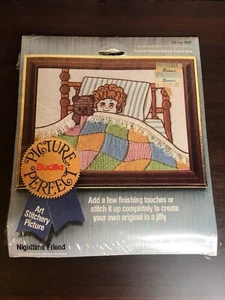 PICTURE
Bucilla
PERFECT
Art
Stitchery
Picture
Add a few finishing touches or
stitch it up completely to create
your own original in a jiffy
Nighttime Friend